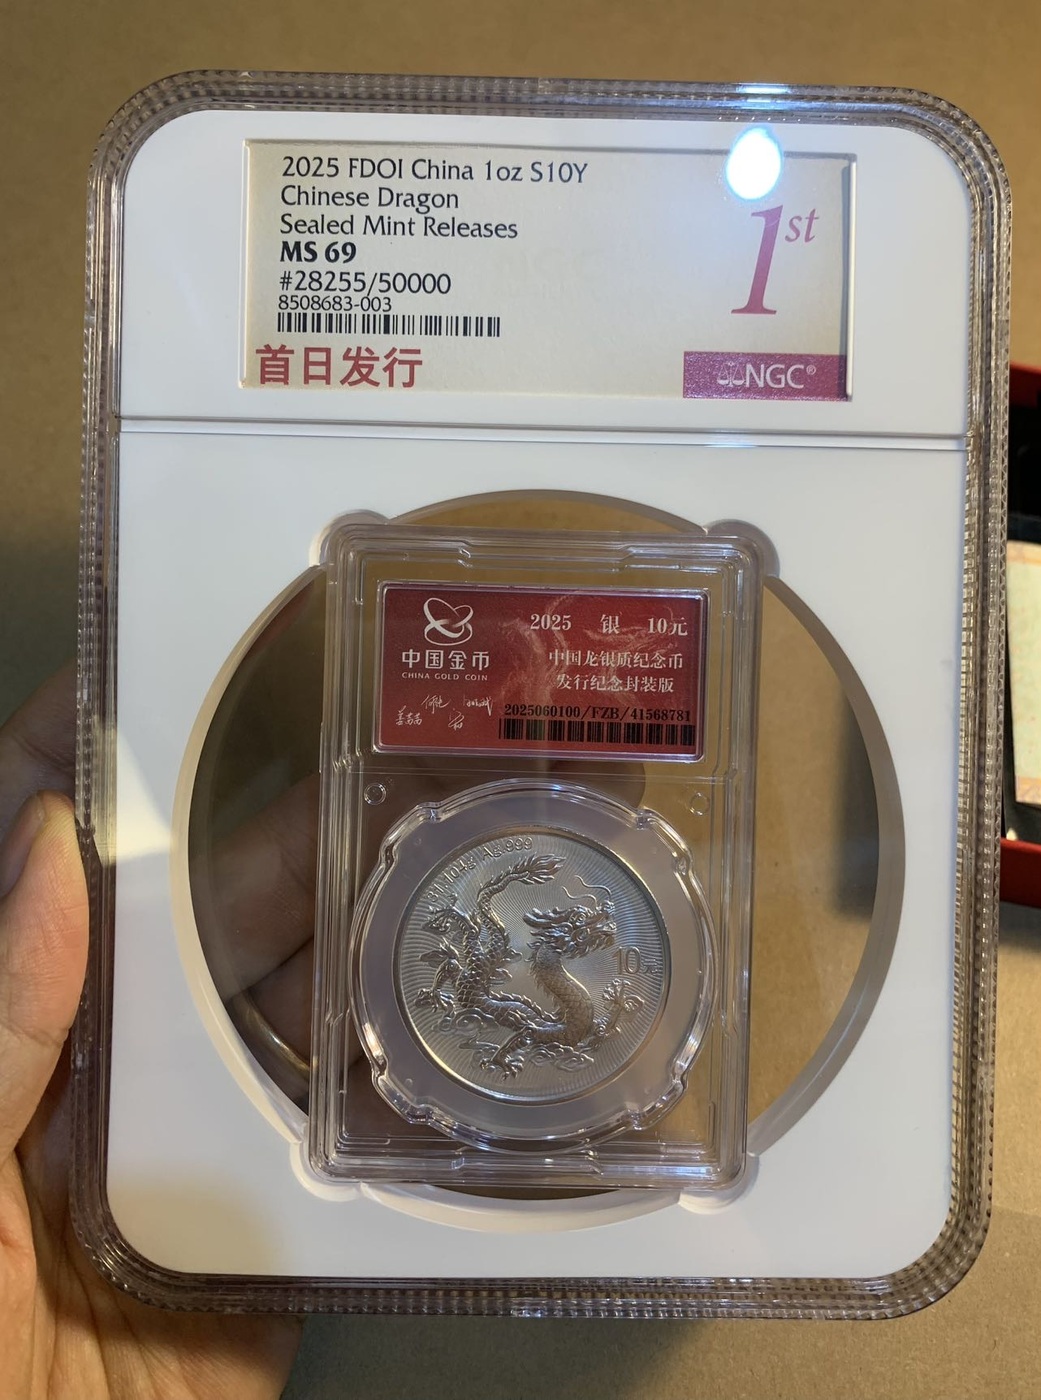 2025 FDOI China 1oz S10Y
Chinese Dragon
Sealed Mint Releases
MS 69
#28255/50000
8508683-003
首日发行
1st
NGC®
中国金币
CHINA GOLD COIN
2025 银 10元
中国龙银质纪念币
发行纪念封装版
2025060100/FZB/41568781
Ag 999
10元